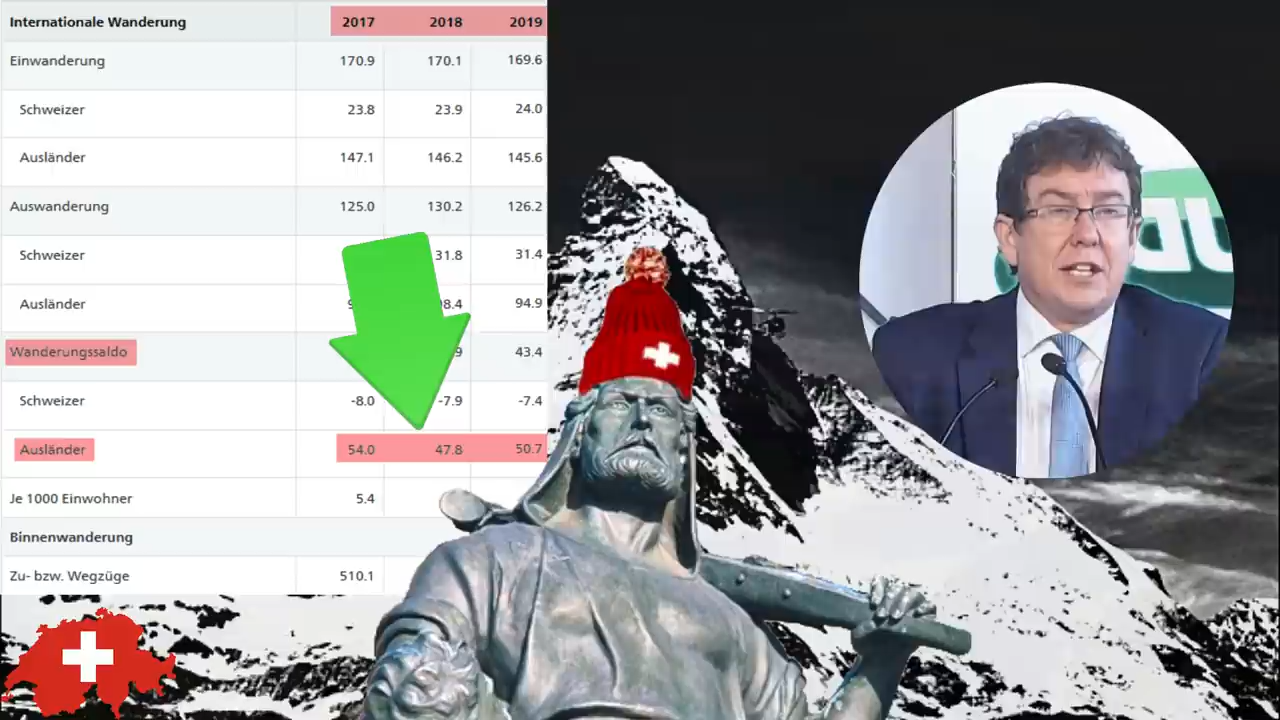 Internationale Wanderung 2017 2018 2019
Einwanderung 170.9 170.1 169.6
Schweizer 23.8 23.9 24.0
Ausländer 147.1 146.2 145.6
Auswanderung 125.0 130.2 126.2
Schweizer 31.8 31.4
Ausländer 94.9
Wanderungssaldo 43.4
Schweizer -8.0 -7.9 -7.4
Ausländer 54.0 47.8 50.7
Je 1000 Einwohner 5.4
Binnenwanderung
Zu- bzw. Wegzüge 510.1